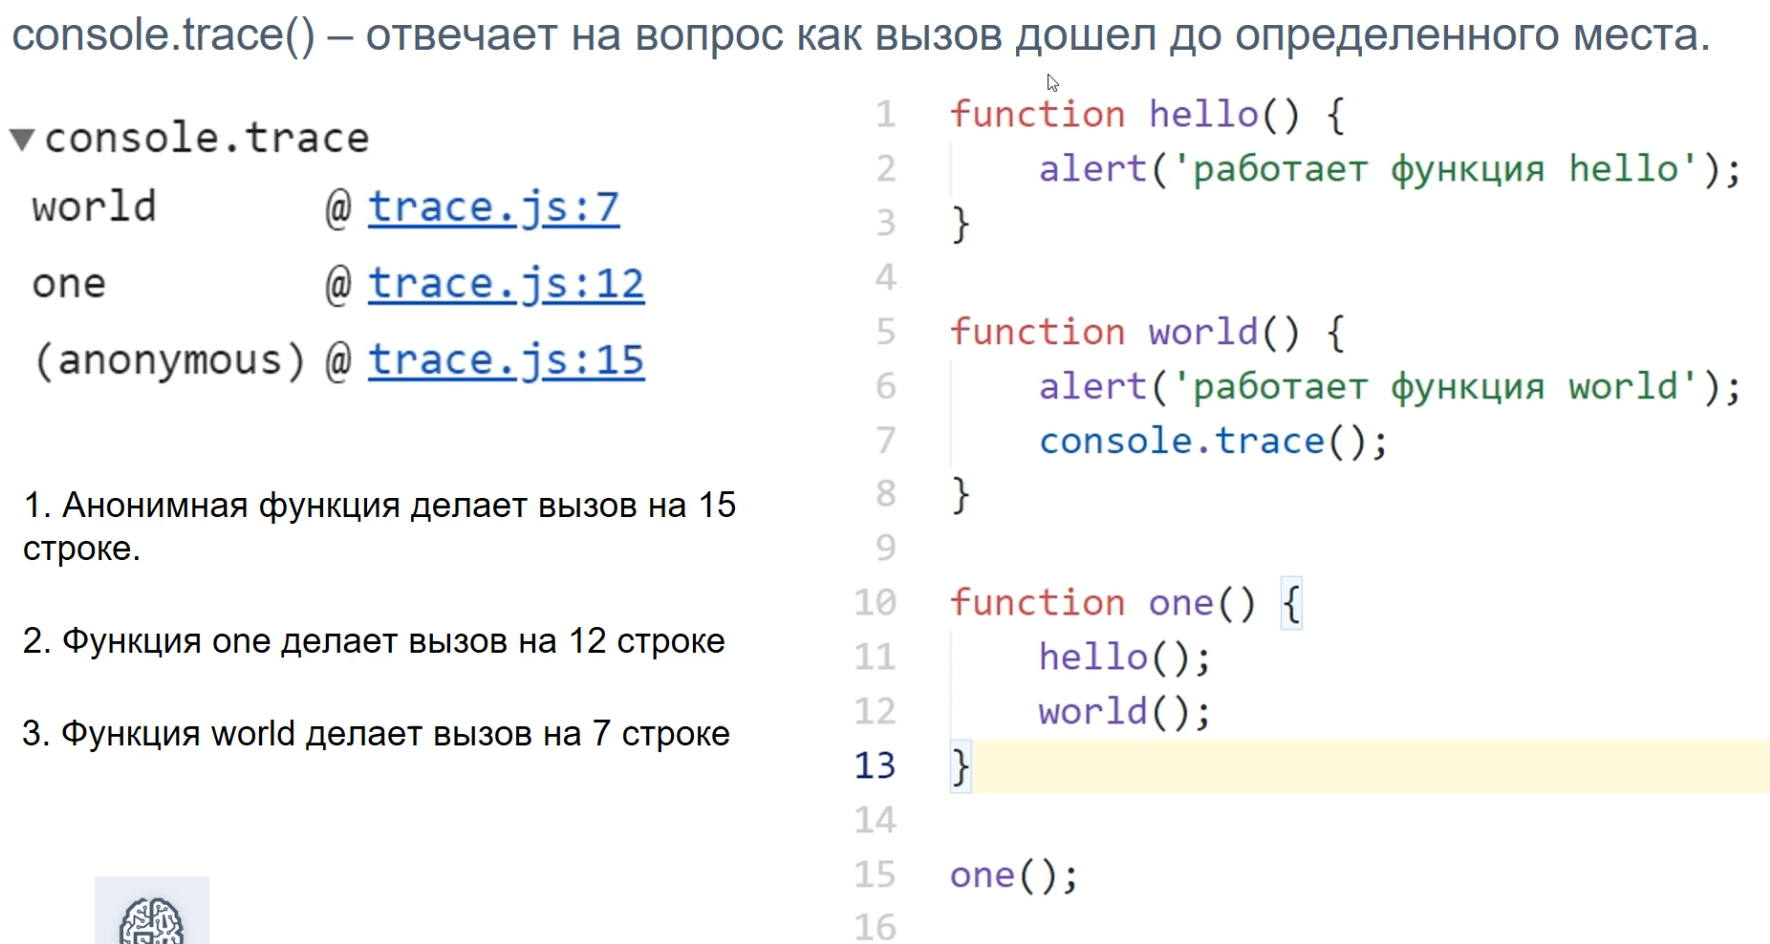 console.trace() – отвечает на вопрос как вызов дошел до определенного места.
▼console.trace
world @ trace.js:7
one @ trace.js:12
(anonymous) @ trace.js:15
1. Анонимная функция делает вызов на 15
строке.
2. Функция one делает вызов на 12 строке
3. Функция world делает вызов на 7 строке
1 function hello() {
2     alert('работает функция hello');
3 }
4
5 function world() {
6     alert('работает функция world');
7     console.trace();
8 }
9
10 function one() {
11     hello();
12     world();
13 }
14
15 one();
16